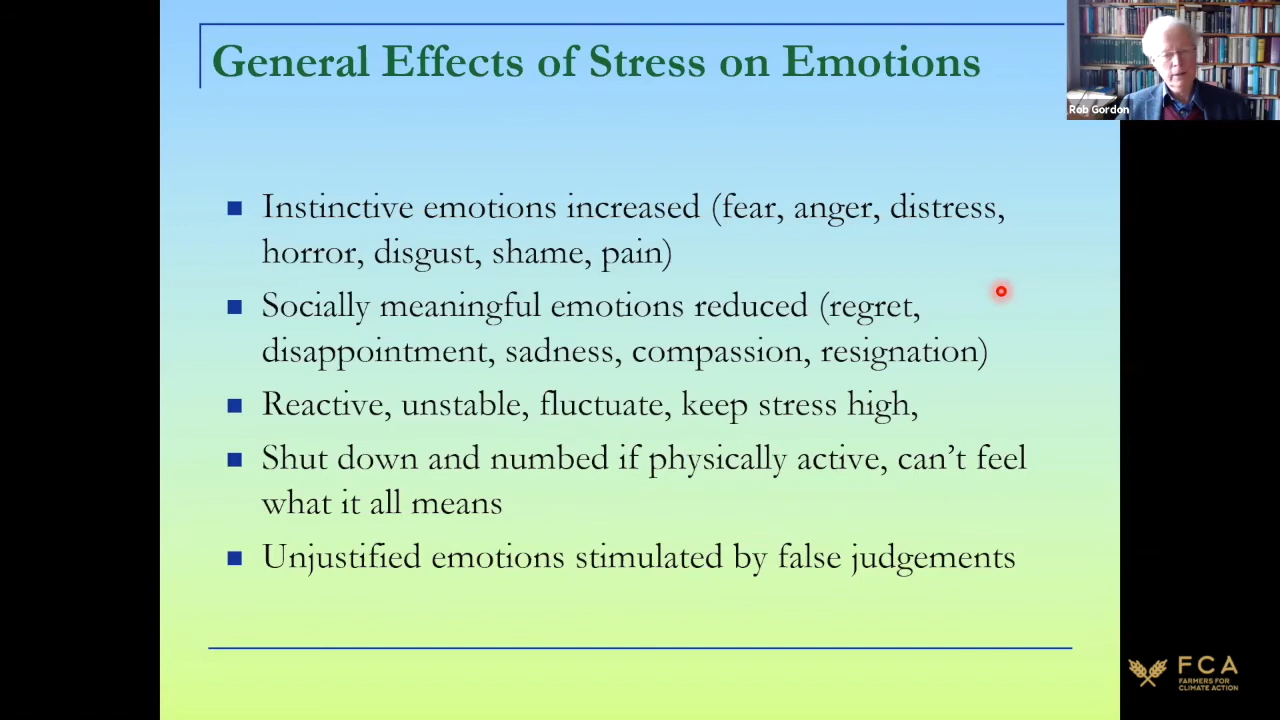 General Effects of Stress on Emotions
Rob Gordon
■ Instinctive emotions increased (fear, anger, distress,
horror, disgust, shame, pain)
■ Socially meaningful emotions reduced (regret,
disappointment, sadness, compassion, resignation)
■ Reactive, unstable, fluctuate, keep stress high,
■ Shut down and numbed if physically active, can’t feel
what it all means
■ Unjustified emotions stimulated by false judgements
FCA
FARMERS FOR
CLIMATE ACTION